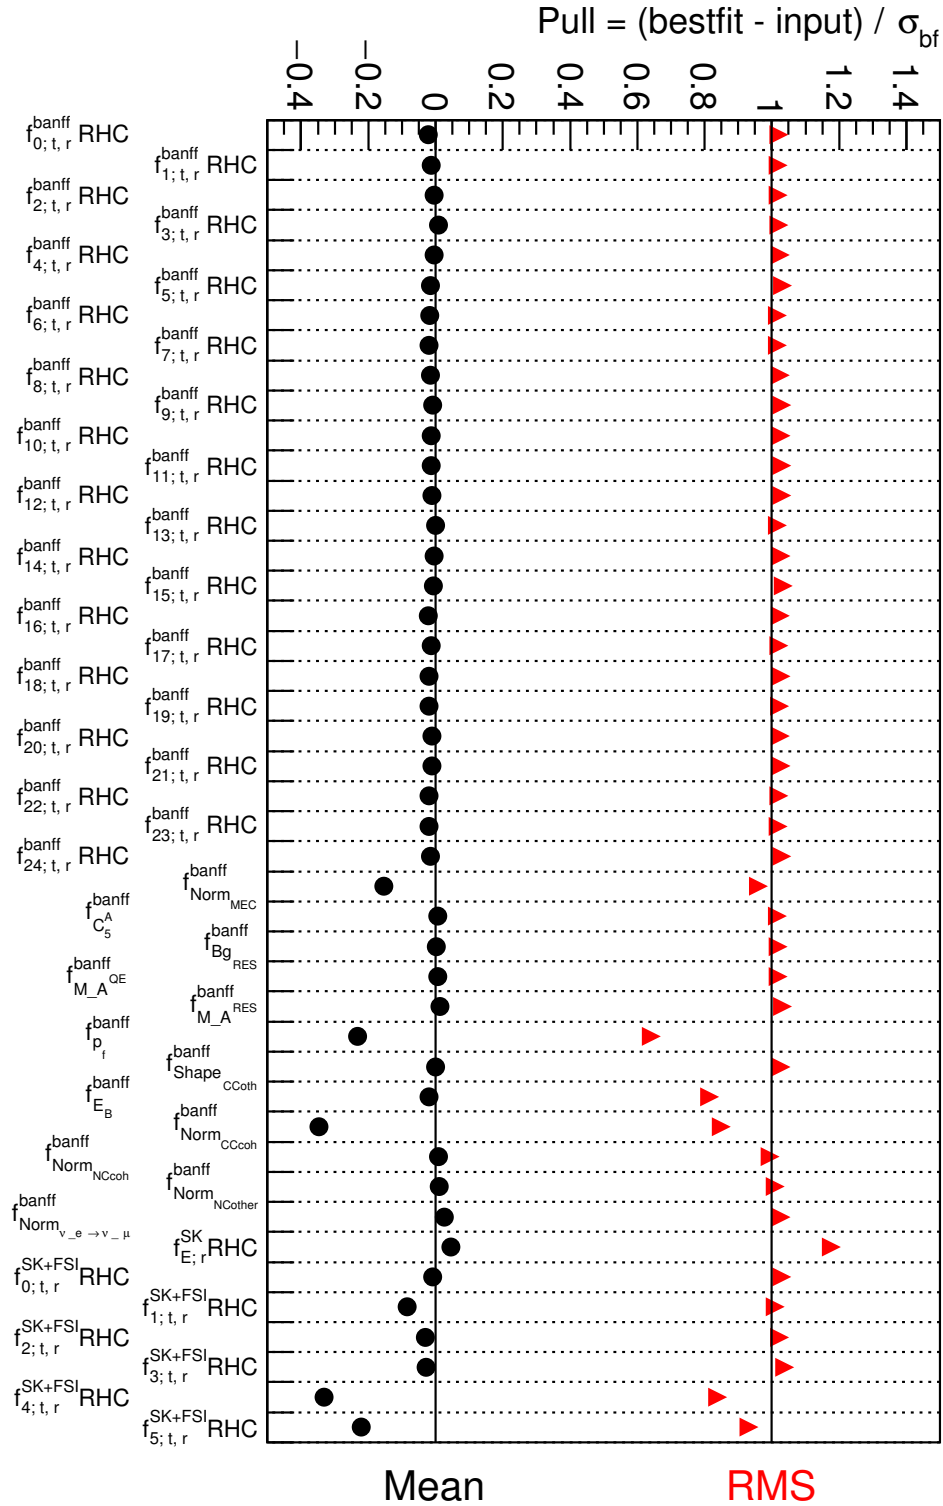 Pull = (bestfit - input) / σ_bf
−0.4 −0.2 0 0.2 0.4 0.6 0.8 1 1.2 1.4
f^banff_0; t, r RHC
f^banff_1; t, r RHC
f^banff_2; t, r RHC
f^banff_3; t, r RHC
f^banff_4; t, r RHC
f^banff_5; t, r RHC
f^banff_6; t, r RHC
f^banff_7; t, r RHC
f^banff_8; t, r RHC
f^banff_9; t, r RHC
f^banff_10; t, r RHC
f^banff_11; t, r RHC
f^banff_12; t, r RHC
f^banff_13; t, r RHC
f^banff_14; t, r RHC
f^banff_15; t, r RHC
f^banff_16; t, r RHC
f^banff_17; t, r RHC
f^banff_18; t, r RHC
f^banff_19; t, r RHC
f^banff_20; t, r RHC
f^banff_21; t, r RHC
f^banff_22; t, r RHC
f^banff_23; t, r RHC
f^banff_24; t, r RHC
f^banff_Norm_MEC
f^banff_C_5^A
f^banff_Bg_RES
f^banff_M_A^QE
f^banff_M_A^RES
f^banff_p_f
f^banff_Shape_CCoth
f^banff_E_B
f^banff_Norm_CCcoh
f^banff_Norm_NCcoh
f^banff_Norm_NCother
f^banff_Norm_ν_e → ν_μ
f^SK_E; r RHC
f^SK+FSI_0; t, r RHC
f^SK+FSI_1; t, r RHC
f^SK+FSI_2; t, r RHC
f^SK+FSI_3; t, r RHC
f^SK+FSI_4; t, r RHC
f^SK+FSI_5; t, r RHC
Mean RMS